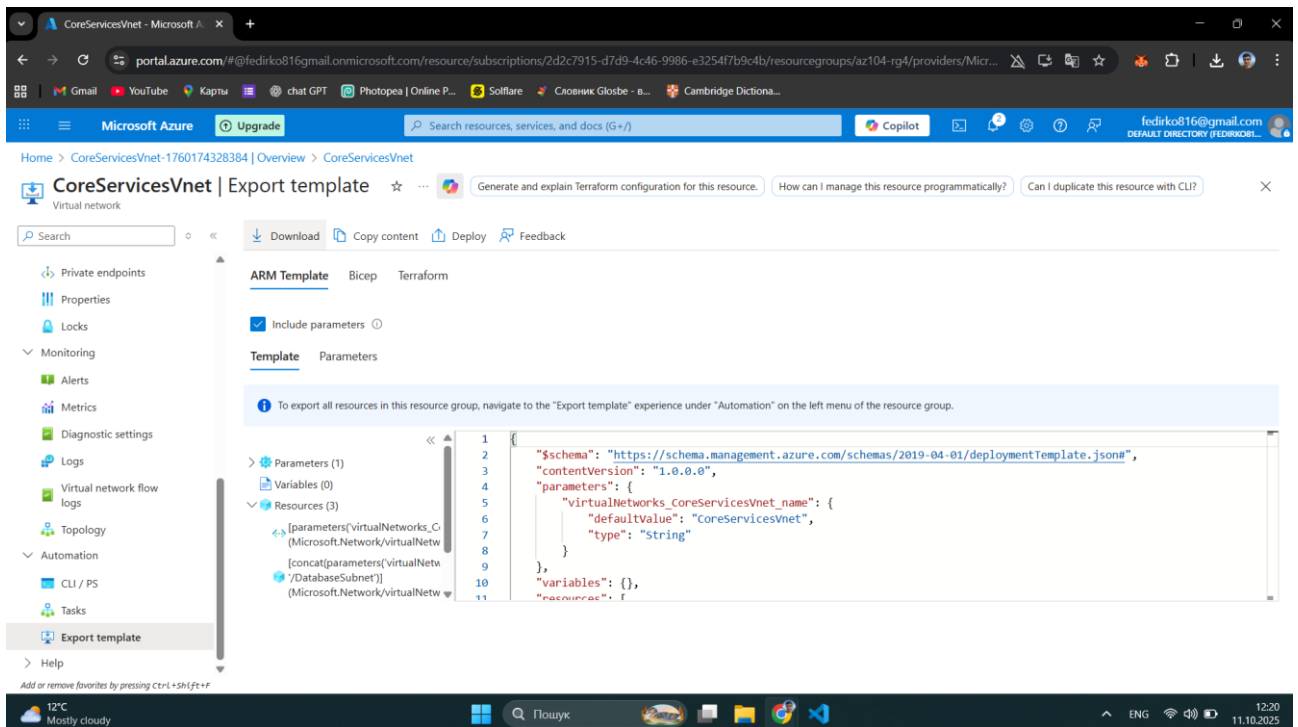 CoreServicesVnet - Microsoft A
portal.azure.com/#@fedirko816gmail.onmicrosoft.com/resource/subscriptions/2d2c7915-d7d9-4c46-9986-e3254f7b9c4b/resourcegroups/az104-rg4/providers/Micr...
Gmail YouTube Карты chat GPT Photopea | Online P... Solflare Словник Glosbe - в... Cambridge Dictiona...
Microsoft Azure Upgrade Search resources, services, and docs (G+/) Copilot 2 fedirko816@gmail.com
DEFAULT DIRECTORY (FEDIRKO81...
Home > CoreServicesVnet-1760174328384 | Overview > CoreServicesVnet
CoreServicesVnet | Export template ☆ ... Generate and explain Terraform configuration for this resource. How can I manage this resource programmatically? Can I duplicate this resource with CLI?
Virtual network
Search
Download Copy content Deploy Feedback
Private endpoints
Properties
Locks
Monitoring
Alerts
Metrics
Diagnostic settings
Logs
Virtual network flow
logs
Topology
Automation
CLI / PS
Tasks
Export template
Help
Add or remove favorites by pressing Ctrl+Shift+F
ARM Template Bicep Terraform
Include parameters
Template Parameters
To export all resources in this resource group, navigate to the "Export template" experience under "Automation" on the left menu of the resource group.
Parameters (1)
Variables (0)
Resources (3)
[parameters('virtualNetworks_Co
(Microsoft.Network/virtualNetw
[concat(parameters('virtualNetw
'/DatabaseSubnet')]
(Microsoft.Network/virtualNetw
1 {
2 "$schema": "https://schema.management.azure.com/schemas/2019-04-01/deploymentTemplate.json#",
3 "contentVersion": "1.0.0.0",
4 "parameters": {
5 "virtualNetworks_CoreServicesVnet_name": {
6 "defaultValue": "CoreServicesVnet",
7 "type": "String"
8 }
9 },
10 "variables": {},
11 "resources": [
12°C
Mostly cloudy
Пошук
ENG
12:20
11.10.2025